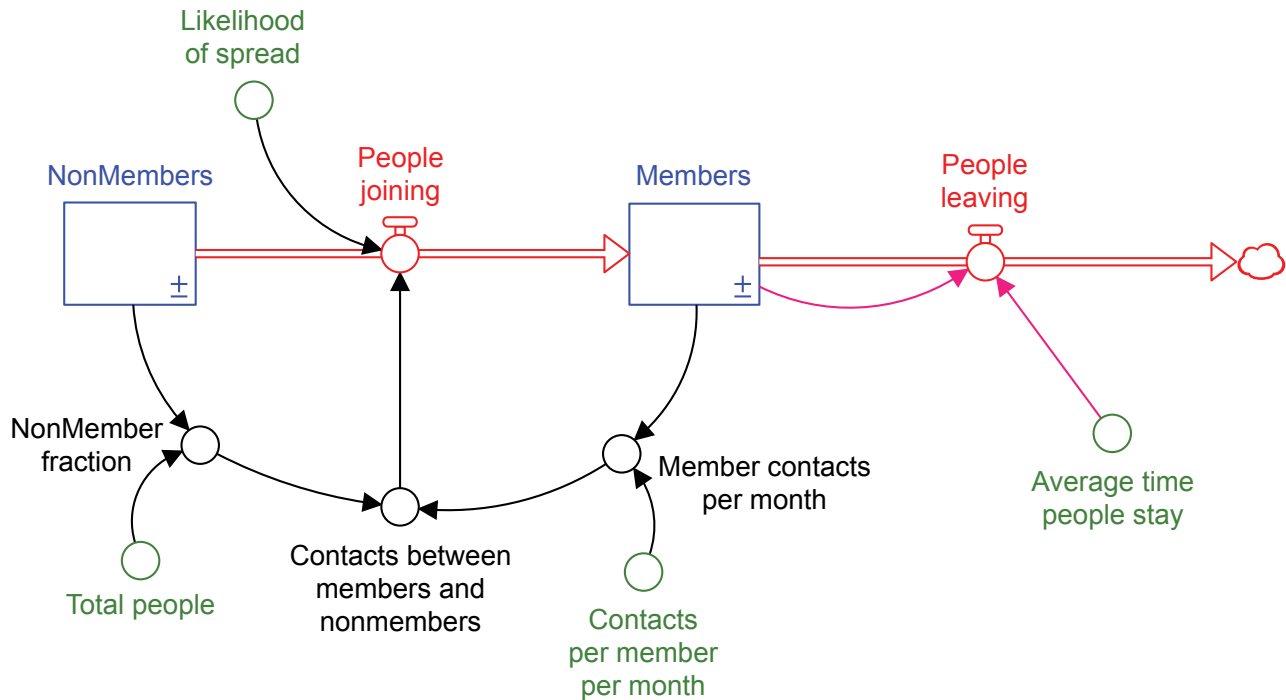 Likelihood
of spread
NonMembers
People
joining
Members
People
leaving
±
±
NonMember
fraction
Member contacts
per month
Average time
people stay
Total people
Contacts between
members and
nonmembers
Contacts
per member
per month